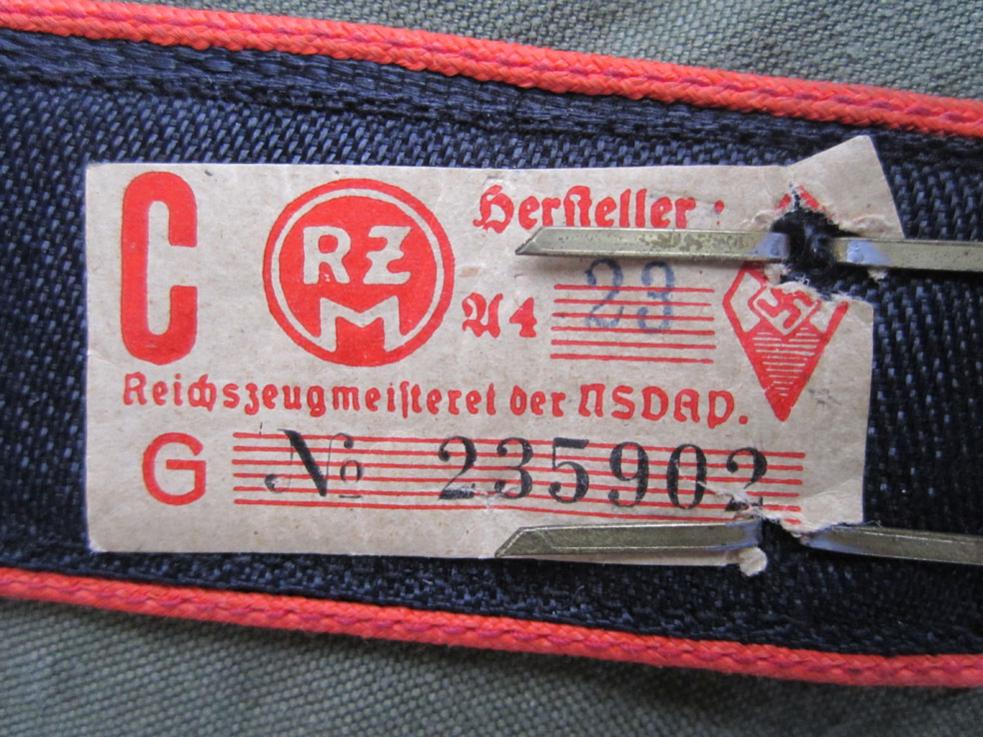 C
RZM
Hersteller:
A4 23
Reichszeugmeisterei der NSDAP.
G № 235902